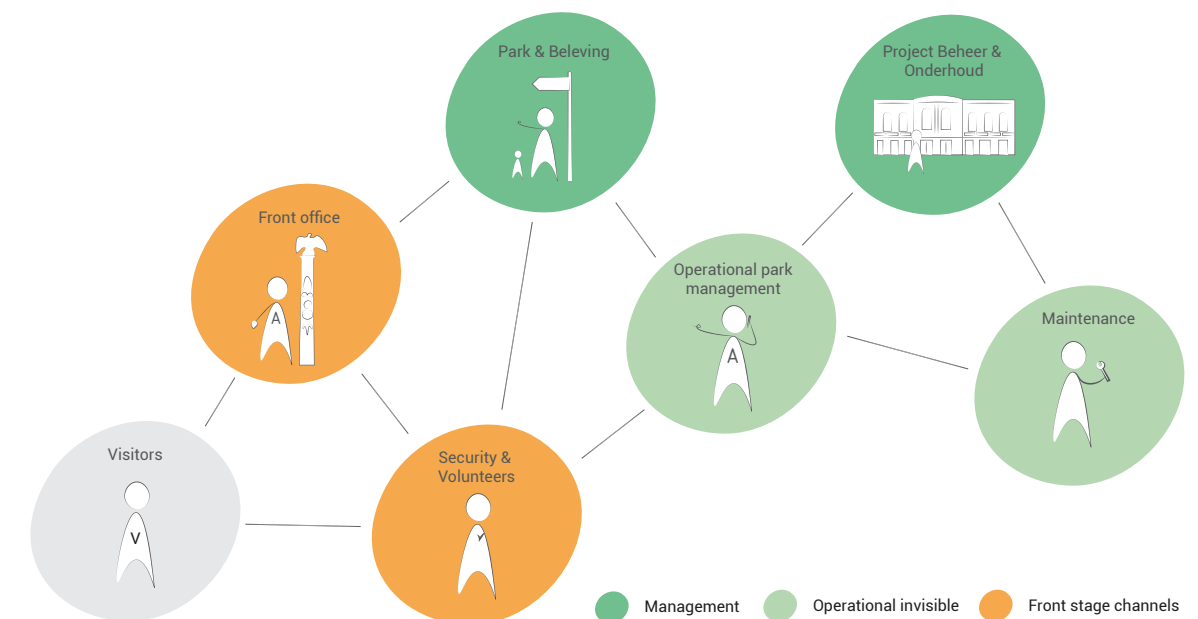 Park & Beleving
Project Beheer &
Onderhoud
Front office
A
Operational park
management
A
Maintenance
Visitors
V
Security &
Volunteers
Management
Operational invisible
Front stage channels